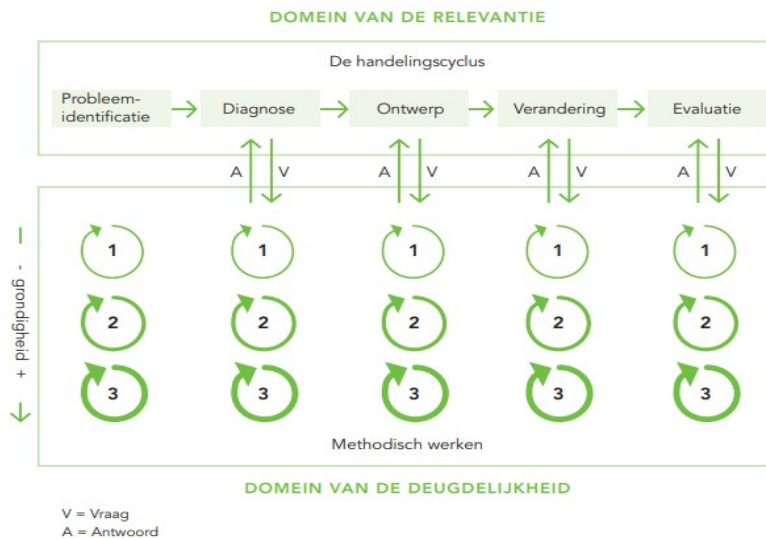 DOMEIN VAN DE RELEVANTIE
De handelingscyclus
Probleem-
identificatie
Diagnose
Ontwerp
Verandering
Evaluatie
A V A V A V A V
1 1 1 1 1
2 2 2 2 2
3 3 3 3 3
- grondigheid +
Methodisch werken
DOMEIN VAN DE DEUGDELIJKHEID
V = Vraag
A = Antwoord